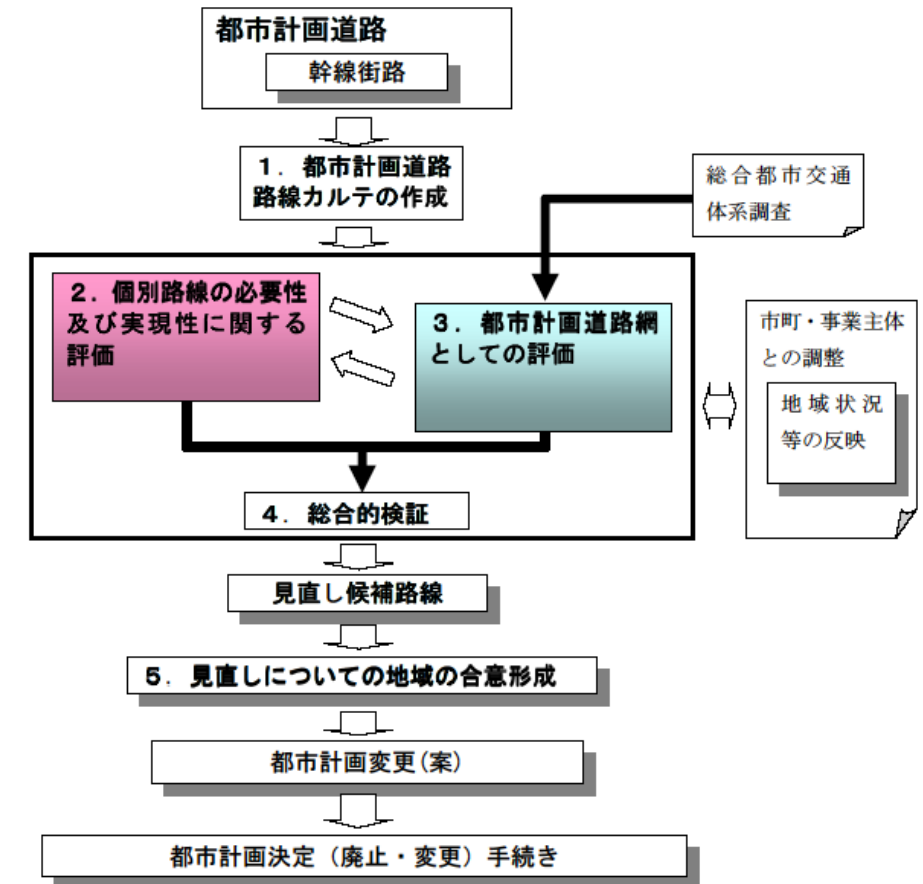 都市計画道路
幹線街路
1. 都市計画道路
路線カルテの作成
総合都市交通
体系調査
2. 個別路線の必要性
及び実現性に関する
評価
3. 都市計画道路網
としての評価
市町・事業主体
との調整
地域状況
等の反映
4. 総合的検証
見直し候補路線
5. 見直しについての地域の合意形成
都市計画変更(案)
都市計画決定（廃止・変更）手続き